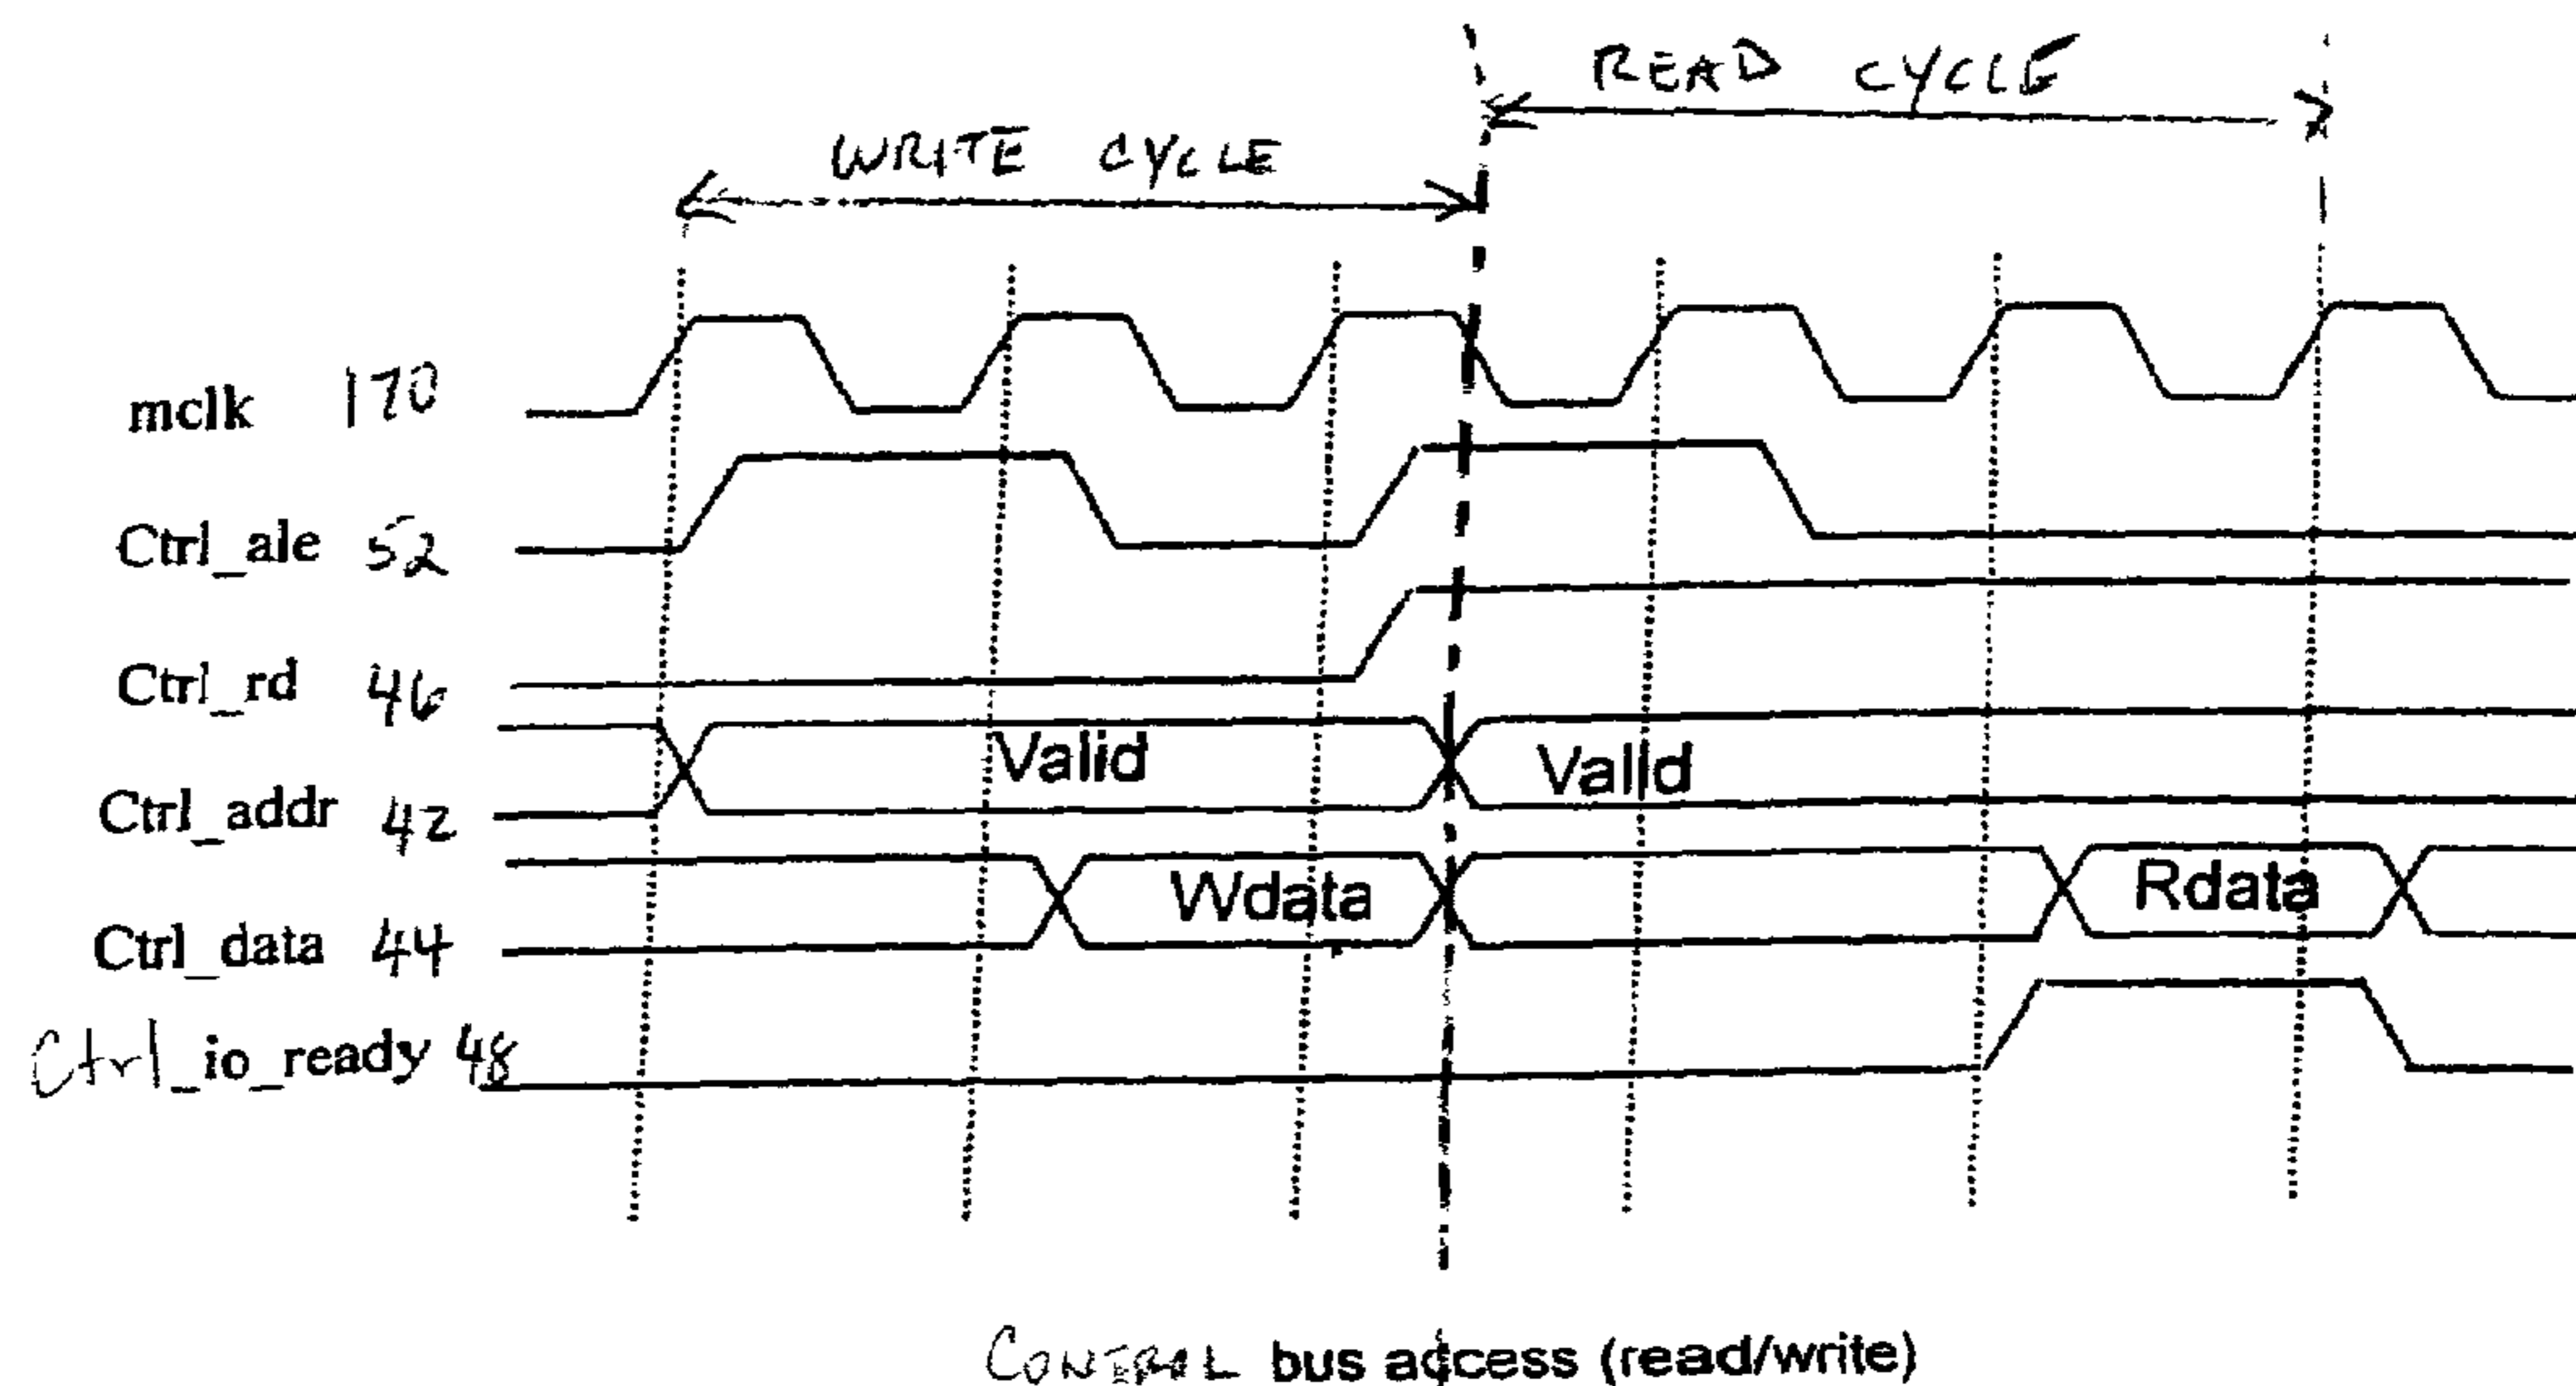 READ CYCLE
WRITE CYCLE
mclk 170
Ctrl_ale 52
Ctrl_rd 46
Valid Valid
Ctrl_addr 42
Wdata Rdata
Ctrl_data 44
Ctrl_io_ready 48
CONTROL bus access (read/write)